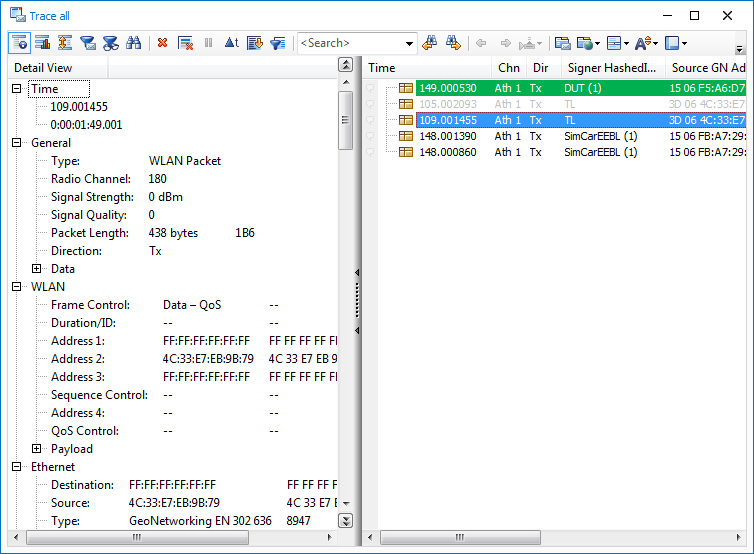 Trace all
<Search>
Detail View
Time
109.001455
0:00:01:49.001
General
Type: WLAN Packet
Radio Channel: 180
Signal Strength: 0 dBm
Signal Quality: 0
Packet Length: 438 bytes 1B6
Direction: Tx
Data
WLAN
Frame Control: Data – QoS --
Duration/ID: -- --
Address 1: FF:FF:FF:FF:FF:FF FF FF FF FF FF
Address 2: 4C:33:E7:EB:9B:79 4C 33 E7 EB 9
Address 3: FF:FF:FF:FF:FF:FF FF FF FF FF FF
Sequence Control: -- --
Address 4: -- --
QoS Control: -- --
Payload
Ethernet
Destination: FF:FF:FF:FF:FF:FF FF FF FF FF
Source: 4C:33:E7:EB:9B:79 4C 33 E7 E
Type: GeoNetworking EN 302 636 8947
Time Chn Dir Signer HashedI... Source GN Ad
149.000530 Ath 1 Tx DUT (1) 15 06 F5:A6:D7
105.002093 Ath 1 Tx TL 3D 06 4C:33:E7
109.001455 Ath 1 Tx TL 3D 06 4C:33:E7
148.001390 Ath 1 Tx SimCarEEBL (1) 15 06 FB:A7:29:
148.000860 Ath 1 Tx SimCarEEBL (1) 15 06 FB:A7:29: